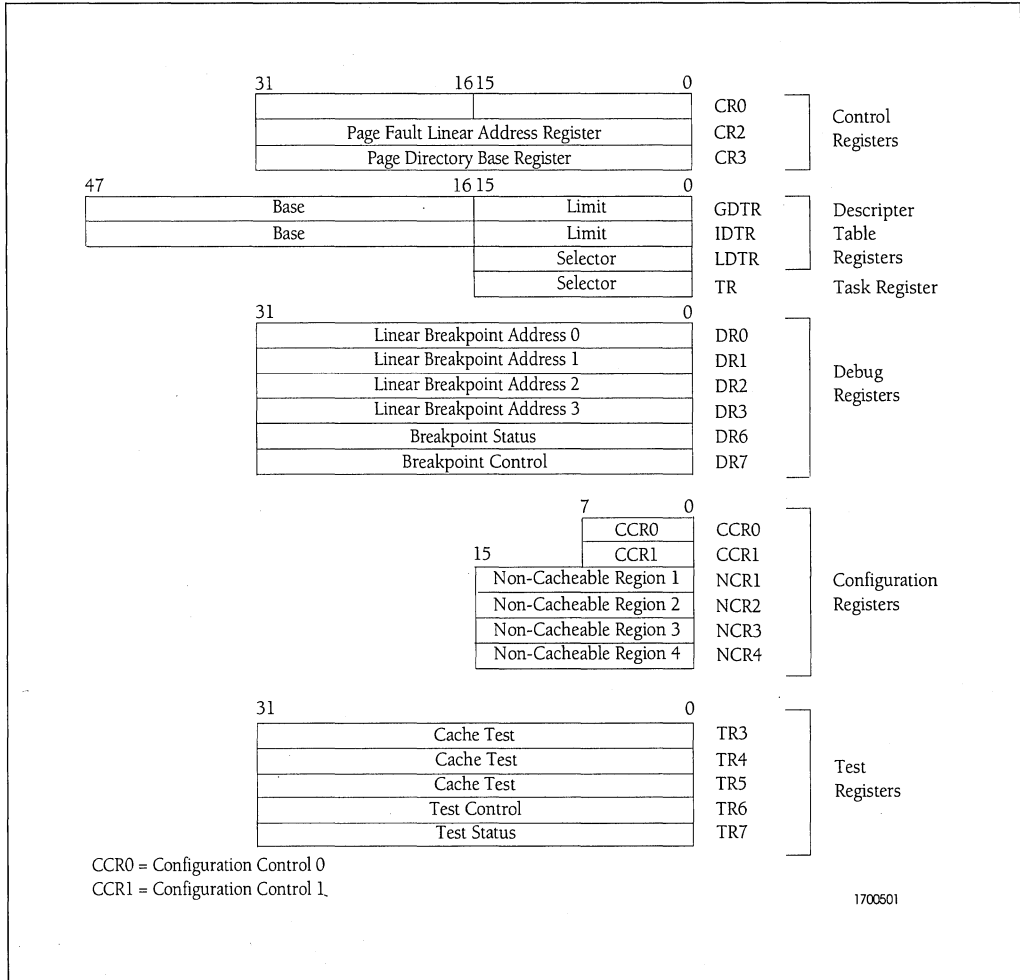 31 16 15 0
CR0
Page Fault Linear Address Register CR2
Page Directory Base Register CR3
Control
Registers
47 16 15 0
Base Limit GDTR
Base Limit IDTR
Selector LDTR
Descripter
Table
Registers
Selector TR Task Register
31 0
Linear Breakpoint Address 0 DR0
Linear Breakpoint Address 1 DR1
Linear Breakpoint Address 2 DR2
Linear Breakpoint Address 3 DR3
Breakpoint Status DR6
Breakpoint Control DR7
Debug
Registers
7 0
CCR0 CCR0
15 CCR1 CCR1
Non-Cacheable Region 1 NCR1
Non-Cacheable Region 2 NCR2
Non-Cacheable Region 3 NCR3
Non-Cacheable Region 4 NCR4
Configuration
Registers
31 0
Cache Test TR3
Cache Test TR4
Cache Test TR5
Test Control TR6
Test Status TR7
Test
Registers
CCR0 = Configuration Control 0
CCR1 = Configuration Control 1
1700501